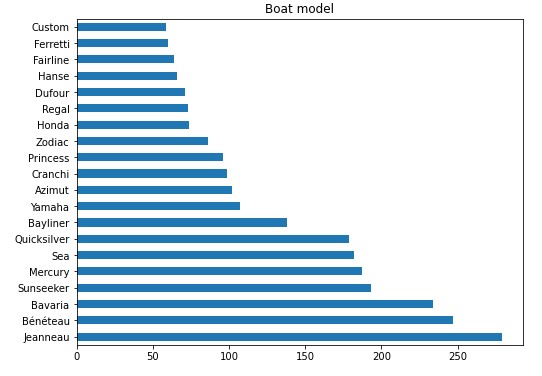 Boat model
Custom
Ferretti
Fairline
Hanse
Dufour
Regal
Honda
Zodiac
Princess
Cranchi
Azimut
Yamaha
Bayliner
Quicksilver
Sea
Mercury
Sunseeker
Bavaria
Bénéteau
Jeanneau
0 50 100 150 200 250